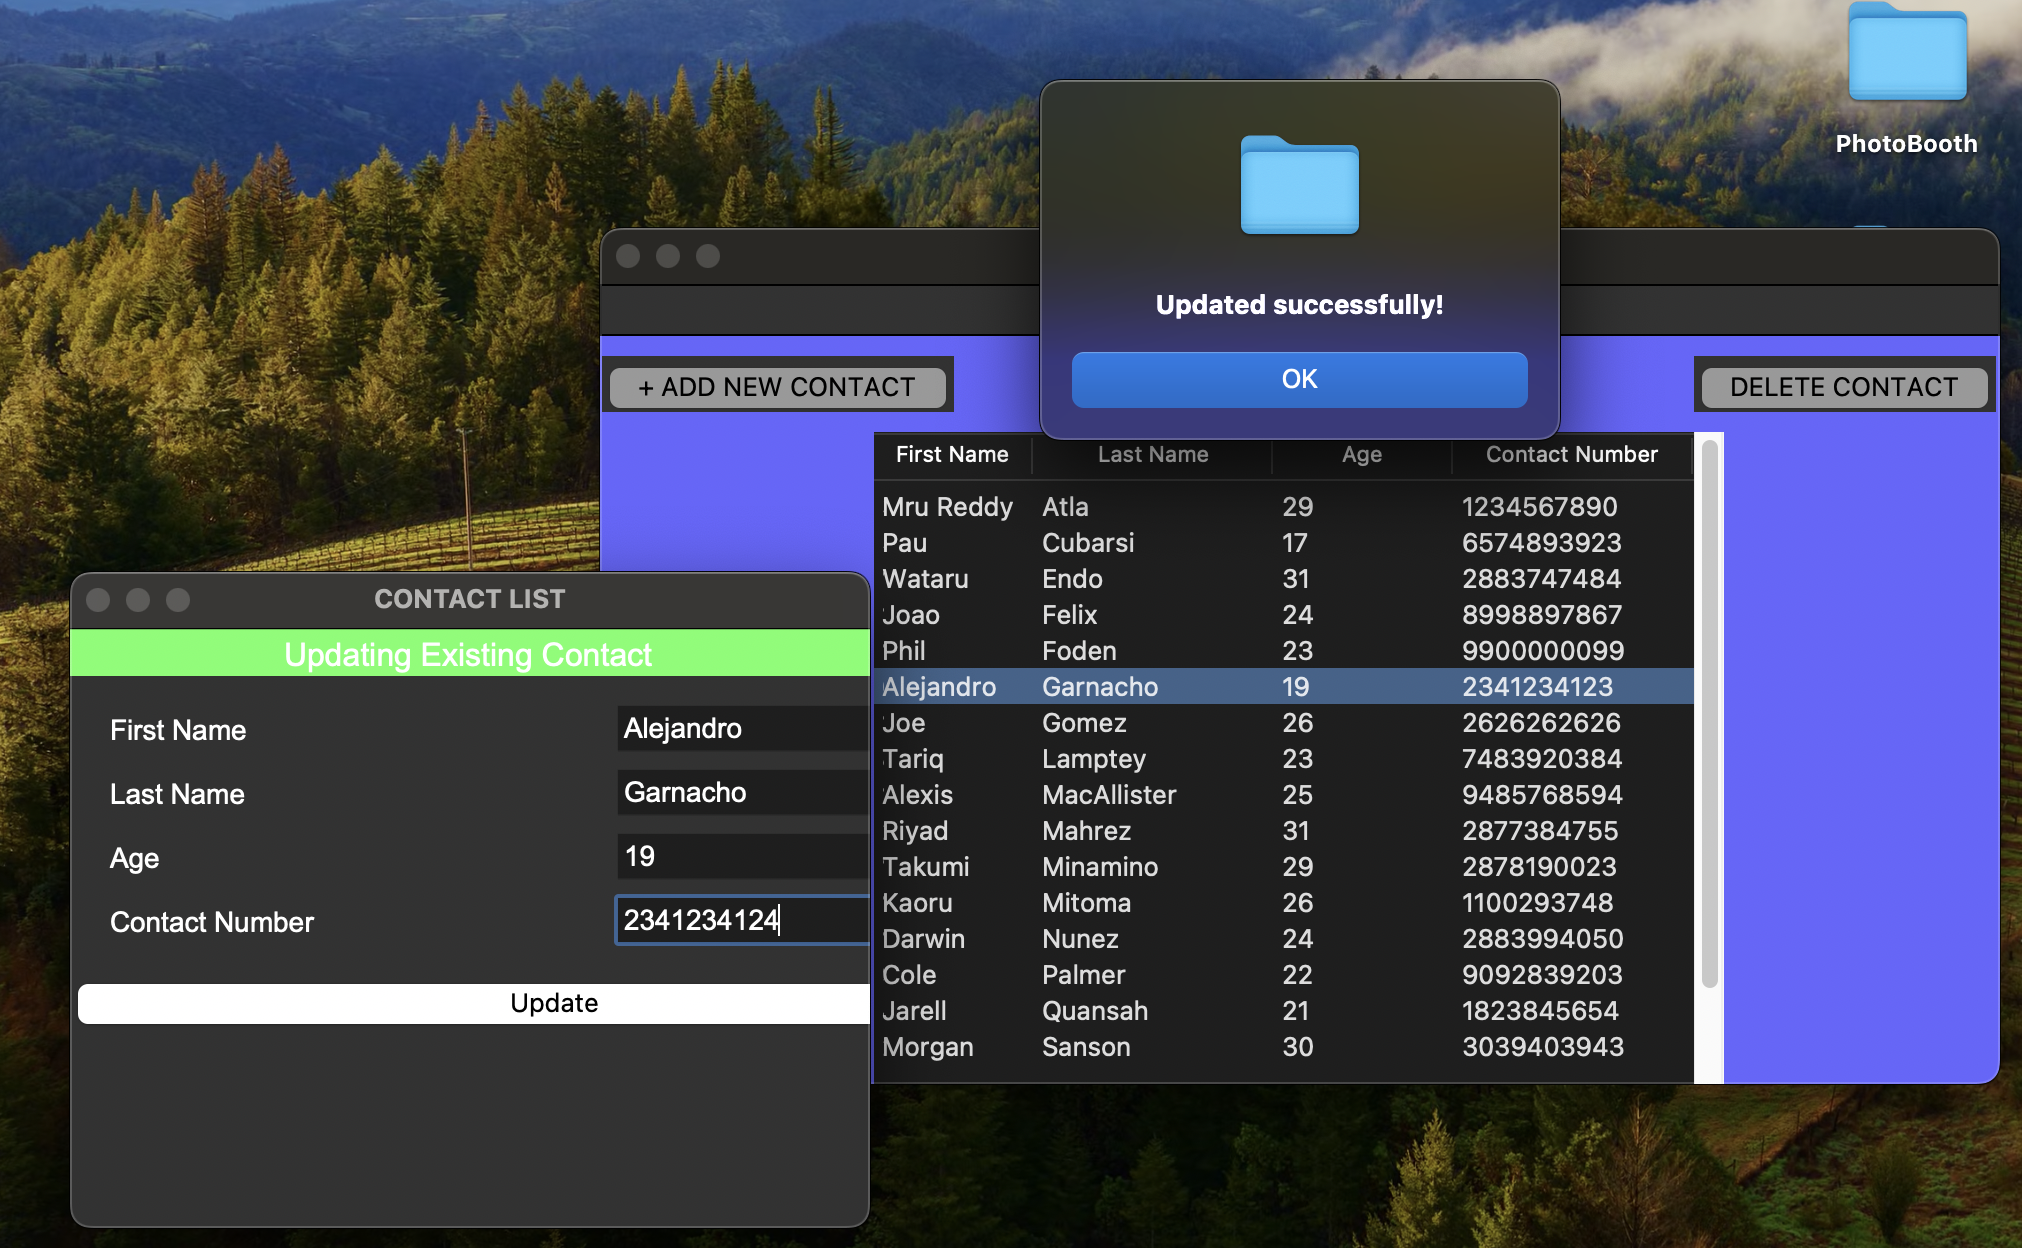 PhotoBooth
Updated successfully!
OK
+ ADD NEW CONTACT
DELETE CONTACT
First Name Last Name Age Contact Number
Mru Reddy Atla 29 1234567890
Pau Cubarsi 17 6574893923
Wataru Endo 31 2883747484
Joao Felix 24 8998897867
Phil Foden 23 9900000099
Alejandro Garnacho 19 2341234123
Joe Gomez 26 2626262626
Tariq Lamptey 23 7483920384
Alexis MacAllister 25 9485768594
Riyad Mahrez 31 2877384755
Takumi Minamino 29 2878190023
Kaoru Mitoma 26 1100293748
Darwin Nunez 24 2883994050
Cole Palmer 22 9092839203
Jarell Quansah 21 1823845654
Morgan Sanson 30 3039403943
CONTACT LIST
Updating Existing Contact
First Name Alejandro
Last Name Garnacho
Age 19
Contact Number 2341234124
Update